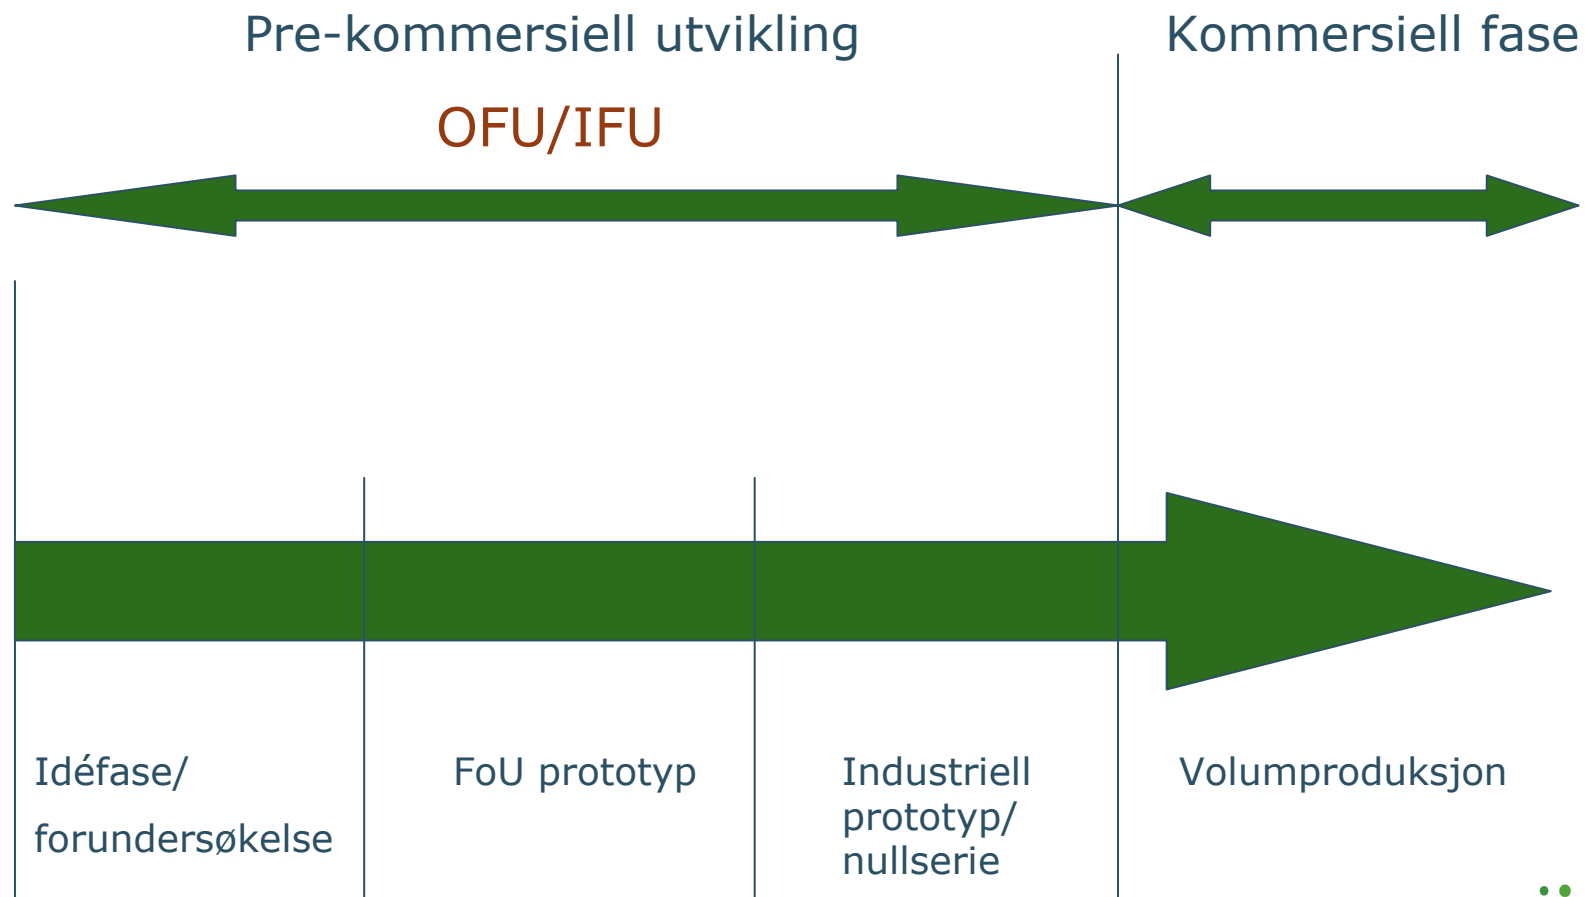 Pre-kommersiell utvikling
Kommersiell fase
OFU/IFU
Idéfase/
forundersøkelse
FoU prototyp
Industriell
prototyp/
nullserie
Volumproduksjon